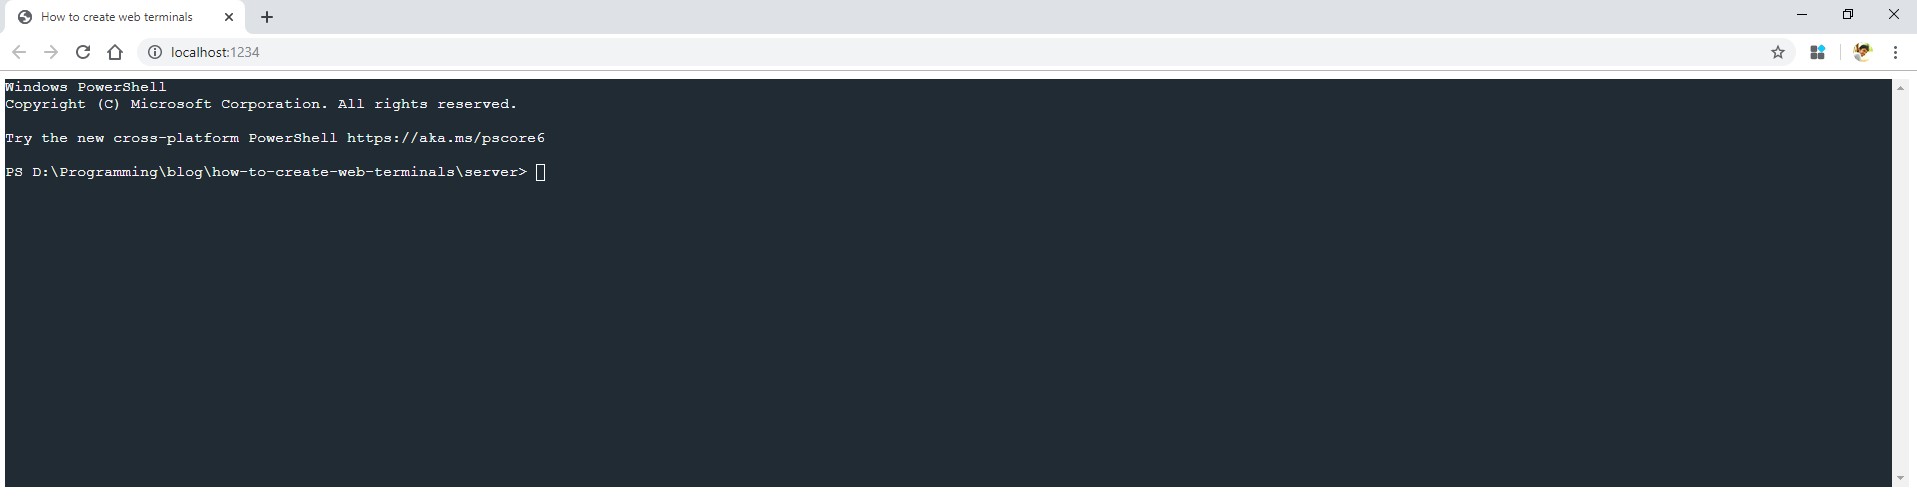 How to create web terminals
localhost:1234
Windows PowerShell
Copyright (C) Microsoft Corporation. All rights reserved.
Try the new cross-platform PowerShell https://aka.ms/pscore6
PS D:\Programming\blog\how-to-create-web-terminals\server>